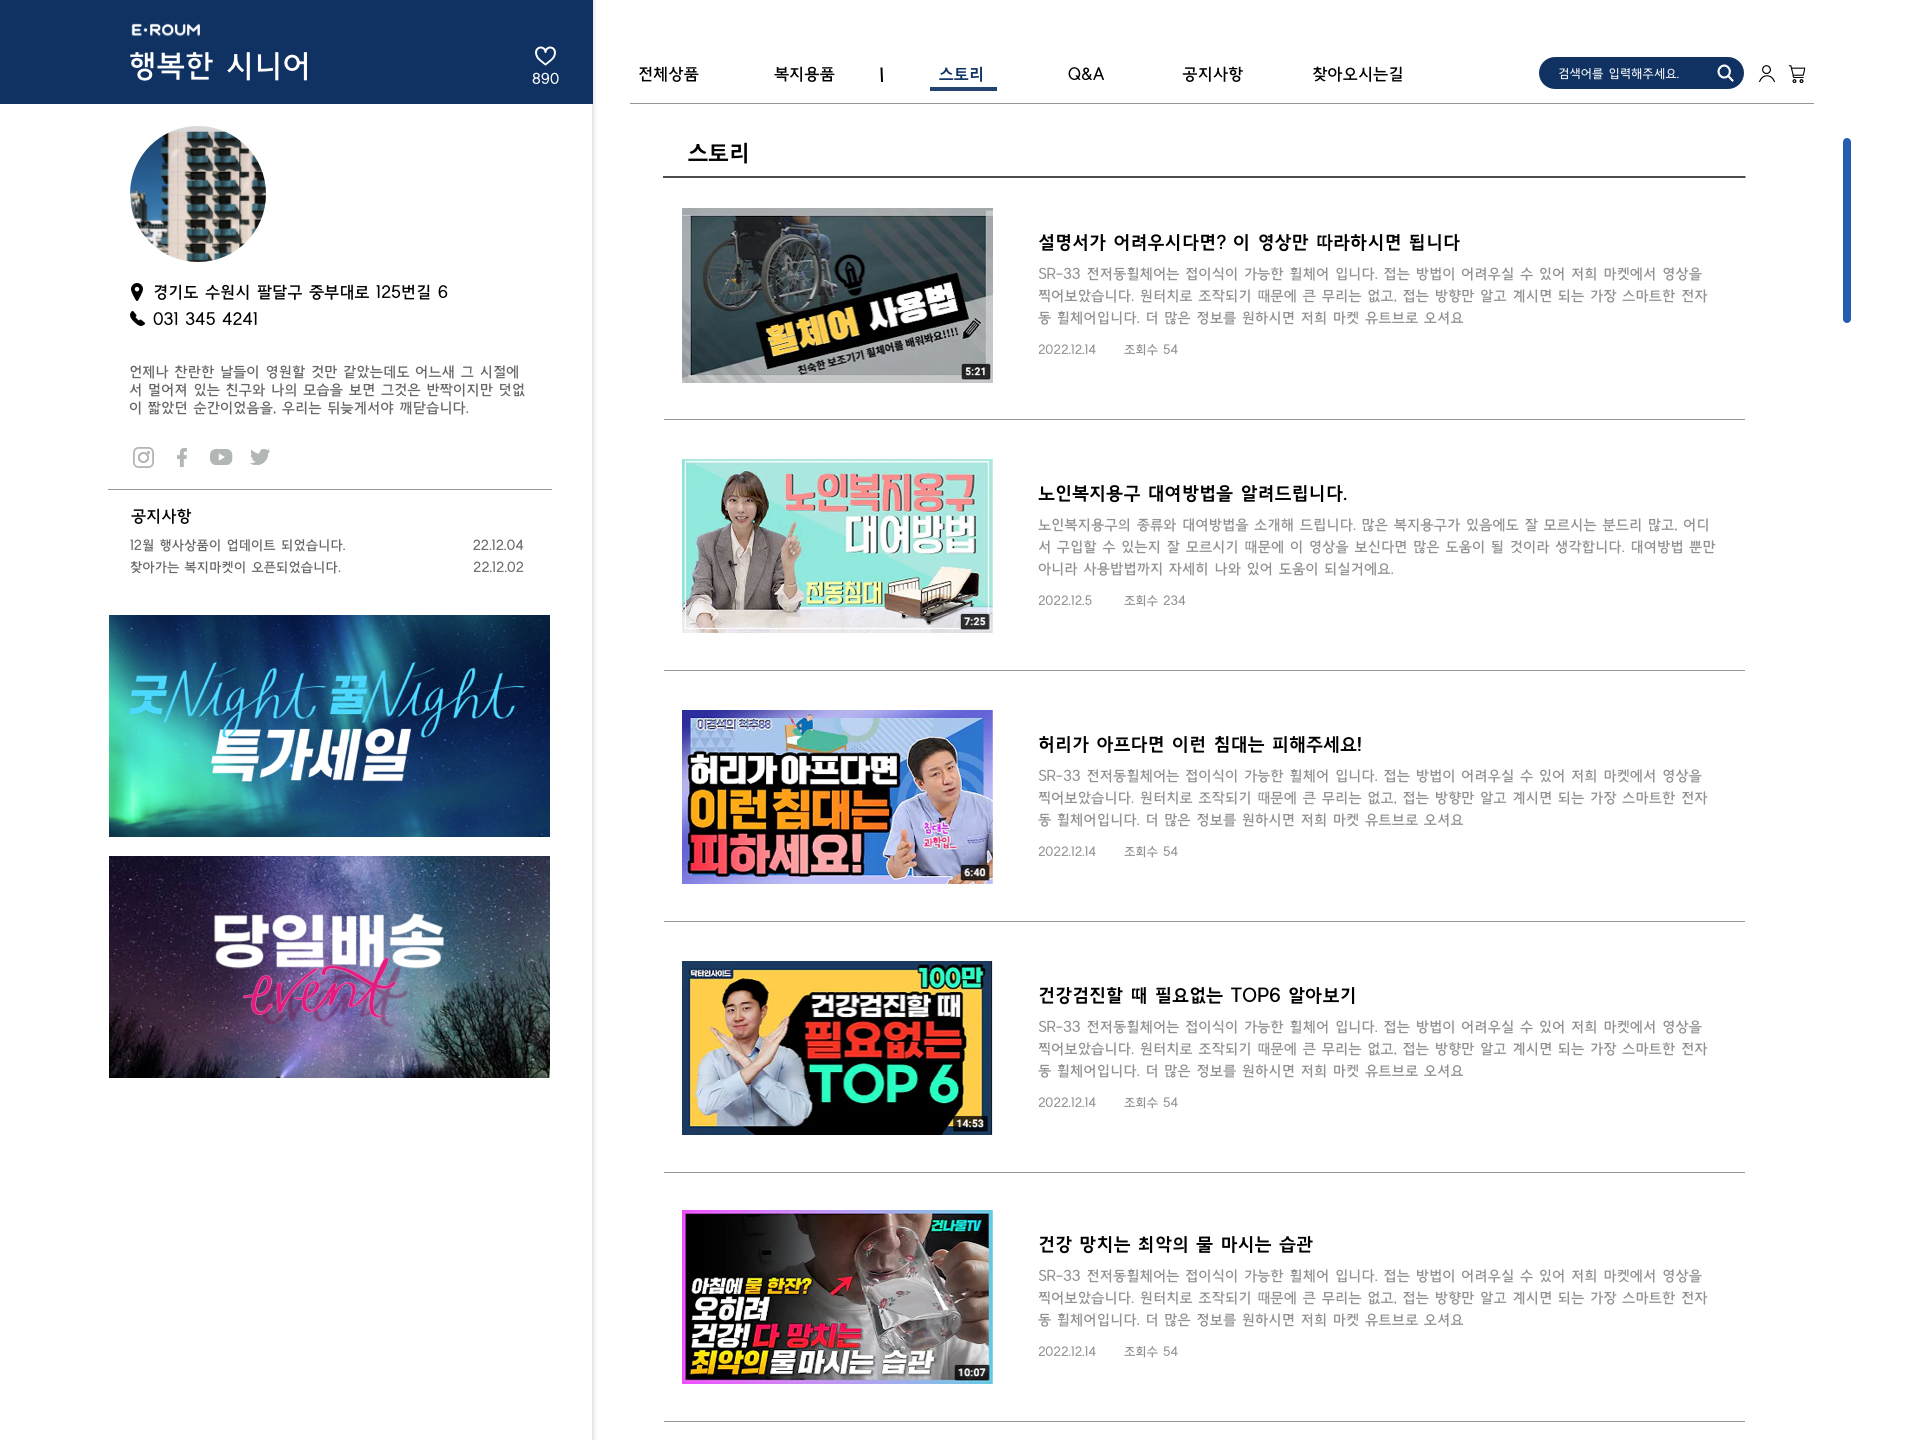 E·ROUM
행복한 시니어
890
전체상품
복지용품
스토리
Q&A
공지사항
찾아오시는길
검색어를 입력해주세요.
경기도 수원시 팔달구 중부대로 125번길 6
031 345 4241
언제나 찬란한 날들이 영원할 것만 같았는데도 어느새 그 시절에
서 멀어져 있는 친구와 나의 모습을 보면 그것은 반짝이지만 덧없
이 짧았던 순간이었음을, 우리는 뒤늦게서야 깨닫습니다.
공지사항
12월 행사상품이 업데이트 되었습니다. 22.12.04
찾아가는 복지마켓이 오픈되었습니다. 22.12.02
굿Night 꿀Night
특가세일
당일배송
event
스토리
휠체어 사용법
친숙한 보조기기 휠체어를 배워봐요!!!!
5:21
설명서가 어려우시다면? 이 영상만 따라하시면 됩니다
SR-33 전저동휠체어는 접이식이 가능한 휠체어 입니다. 접는 방법이 어려우실 수 있어 저희 마켓에서 영상을
찍어보았습니다. 원터치로 조작되기 때문에 큰 무리는 없고, 접는 방향만 알고 계시면 되는 가장 스마트한 전자
동 휠체어입니다. 더 많은 정보를 원하시면 저희 마켓 유트브로 오셔요
2022.12.14 조회수 54
노인복지용구
대여방법
전동침대
7:25
노인복지용구 대여방법을 알려드립니다.
노인복지용구의 종류와 대여방법을 소개해 드립니다. 많은 복지용구가 있음에도 잘 모르시는 분드리 많고, 어디
서 구입할 수 있는지 잘 모르시기 때문에 이 영상을 보신다면 많은 도움이 될 것이라 생각합니다. 대여방법 뿐만
아니라 사용밥법까지 자세히 나와 있어 도움이 되실거에요.
2022.12.5 조회수 234
이경석의 척추88
허리가 아프다면
이런 침대는
피하세요!
침대는
과학입...
6:40
허리가 아프다면 이런 침대는 피해주세요!
SR-33 전저동휠체어는 접이식이 가능한 휠체어 입니다. 접는 방법이 어려우실 수 있어 저희 마켓에서 영상을
찍어보았습니다. 원터치로 조작되기 때문에 큰 무리는 없고, 접는 방향만 알고 계시면 되는 가장 스마트한 전자
동 휠체어입니다. 더 많은 정보를 원하시면 저희 마켓 유트브로 오셔요
2022.12.14 조회수 54
닥터인사이드
100만
건강검진할 때
필요없는
TOP 6
14:53
건강검진할 때 필요없는 TOP6 알아보기
SR-33 전저동휠체어는 접이식이 가능한 휠체어 입니다. 접는 방법이 어려우실 수 있어 저희 마켓에서 영상을
찍어보았습니다. 원터치로 조작되기 때문에 큰 무리는 없고, 접는 방향만 알고 계시면 되는 가장 스마트한 전자
동 휠체어입니다. 더 많은 정보를 원하시면 저희 마켓 유트브로 오셔요
2022.12.14 조회수 54
건나물TV
아침에 물 한잔?
오히려
건강! 다 망치는
최악의 물 마시는 습관
10:07
건강 망치는 최악의 물 마시는 습관
SR-33 전저동휠체어는 접이식이 가능한 휠체어 입니다. 접는 방법이 어려우실 수 있어 저희 마켓에서 영상을
찍어보았습니다. 원터치로 조작되기 때문에 큰 무리는 없고, 접는 방향만 알고 계시면 되는 가장 스마트한 전자
동 휠체어입니다. 더 많은 정보를 원하시면 저희 마켓 유트브로 오셔요
2022.12.14 조회수 54